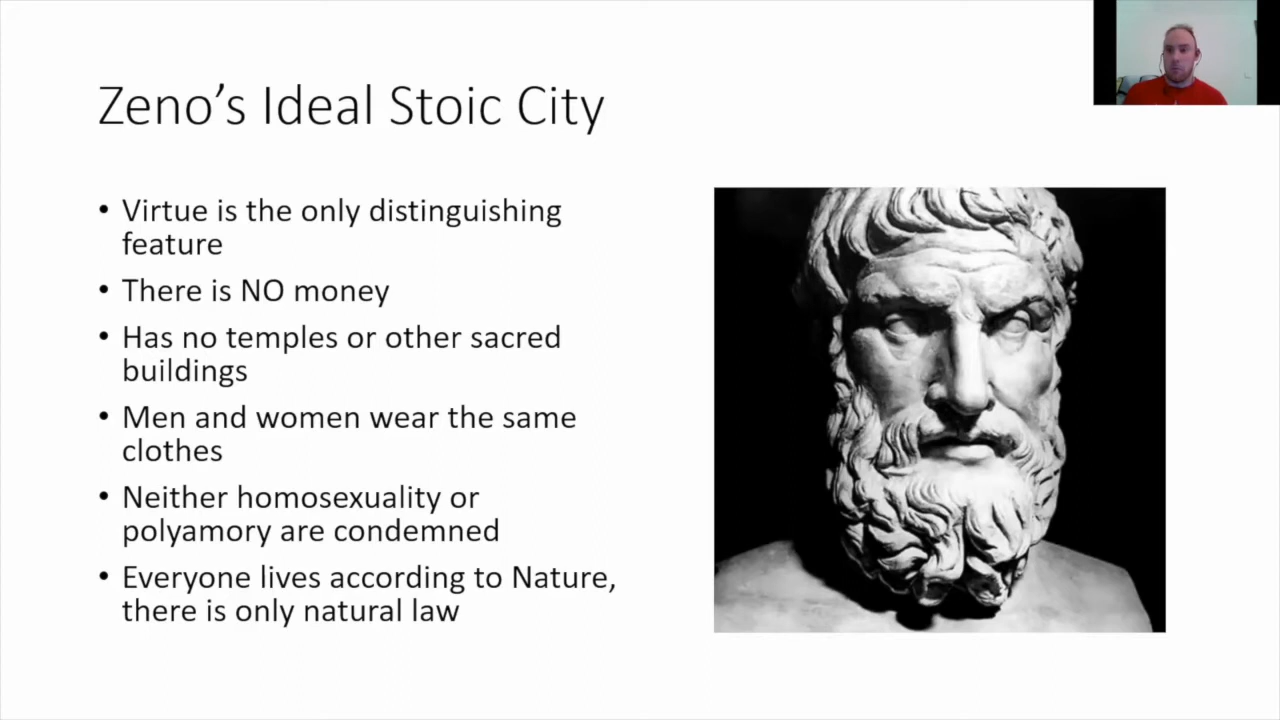 Zeno’s Ideal Stoic City
• Virtue is the only distinguishing
feature
• There is NO money
• Has no temples or other sacred
buildings
• Men and women wear the same
clothes
• Neither homosexuality or
polyamory are condemned
• Everyone lives according to Nature,
there is only natural law